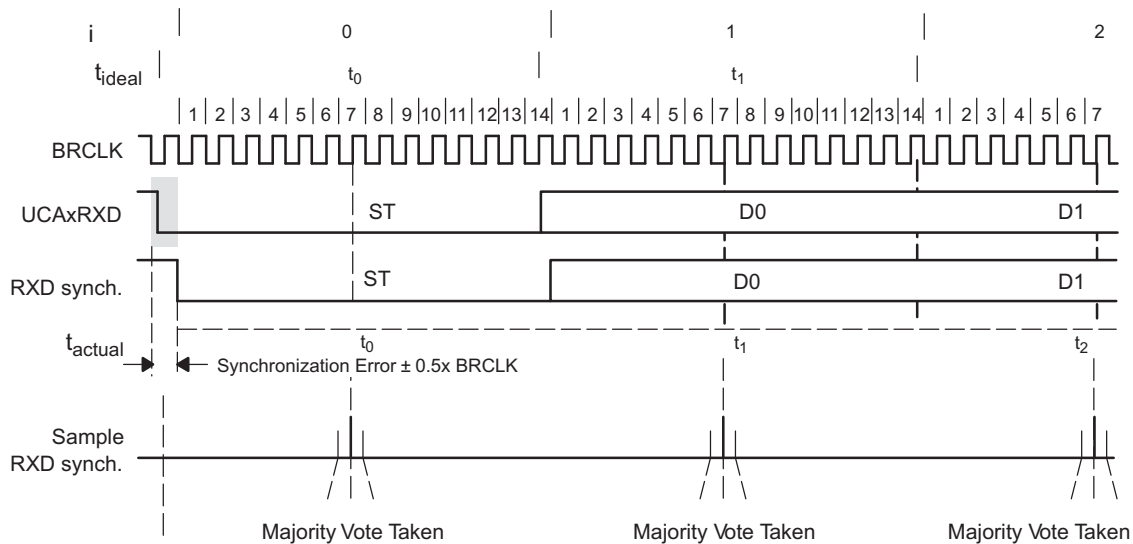 i 0 1 2
tideal t0 t1
1 2 3 4 5 6 7 8 9 10 11 12 13 14 1 2 3 4 5 6 7 8 9 10 11 12 13 14 1 2 3 4 5 6 7
BRCLK
UCAxRXD ST D0 D1
RXD synch. ST D0 D1
tactual t0 t1 t2
Synchronization Error ± 0.5x BRCLK
Sample
RXD synch.
Majority Vote Taken Majority Vote Taken Majority Vote Taken